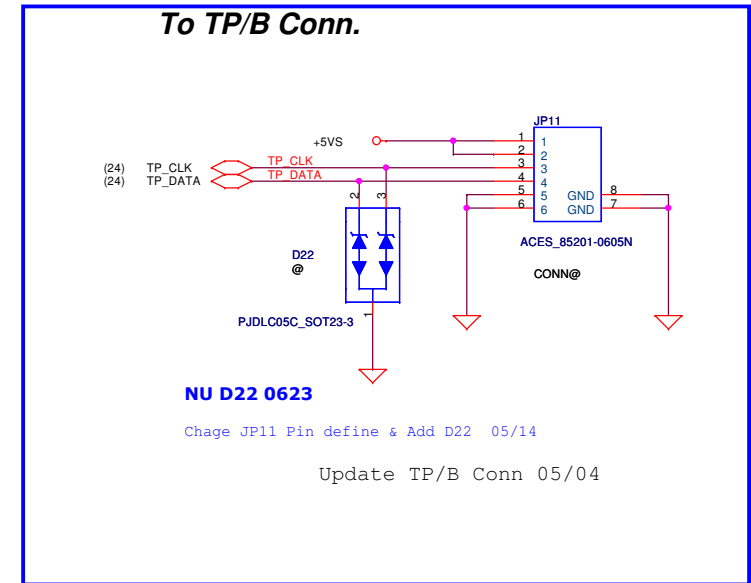 To TP/B Conn.
JP11
+5VS
1 1
2 2
(24) TP_CLK TP_CLK 3 3
(24) TP_DATA TP_DATA 4 4
5 5 GND 8
6 6 GND 7
2 3
ACES_85201-0605N
D22
@
CONN@
1
PJDLC05C_SOT23-3
NU D22 0623
Chage JP11 Pin define & Add D22 05/14
Update TP/B Conn 05/04